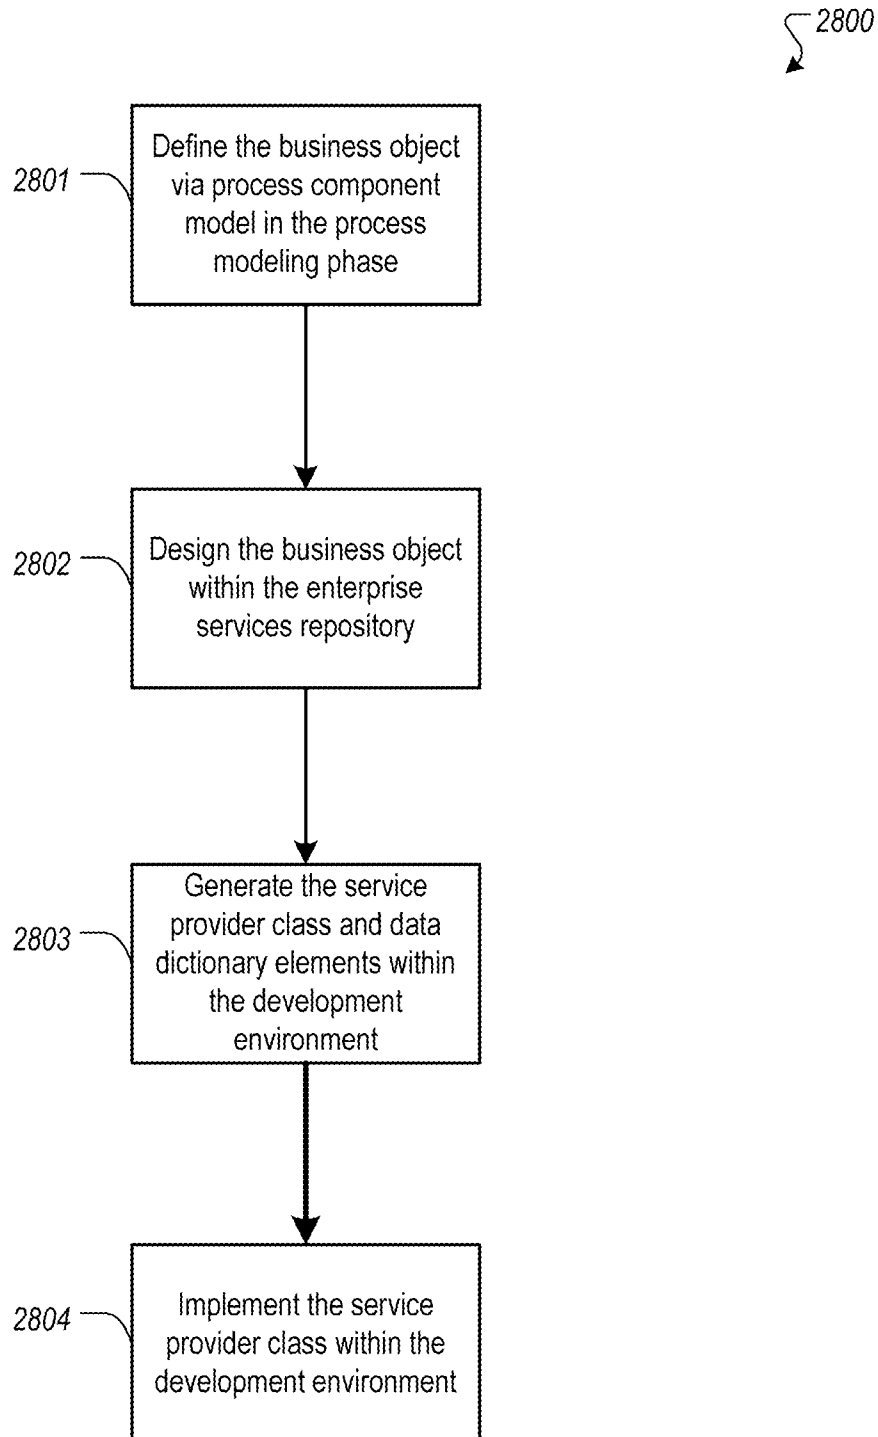 2800
2801
Define the business object
via process component
model in the process
modeling phase
2802
Design the business object
within the enterprise
services repository
2803
Generate the service
provider class and data
dictionary elements within
the development
environment
2804
Implement the service
provider class within the
development environment